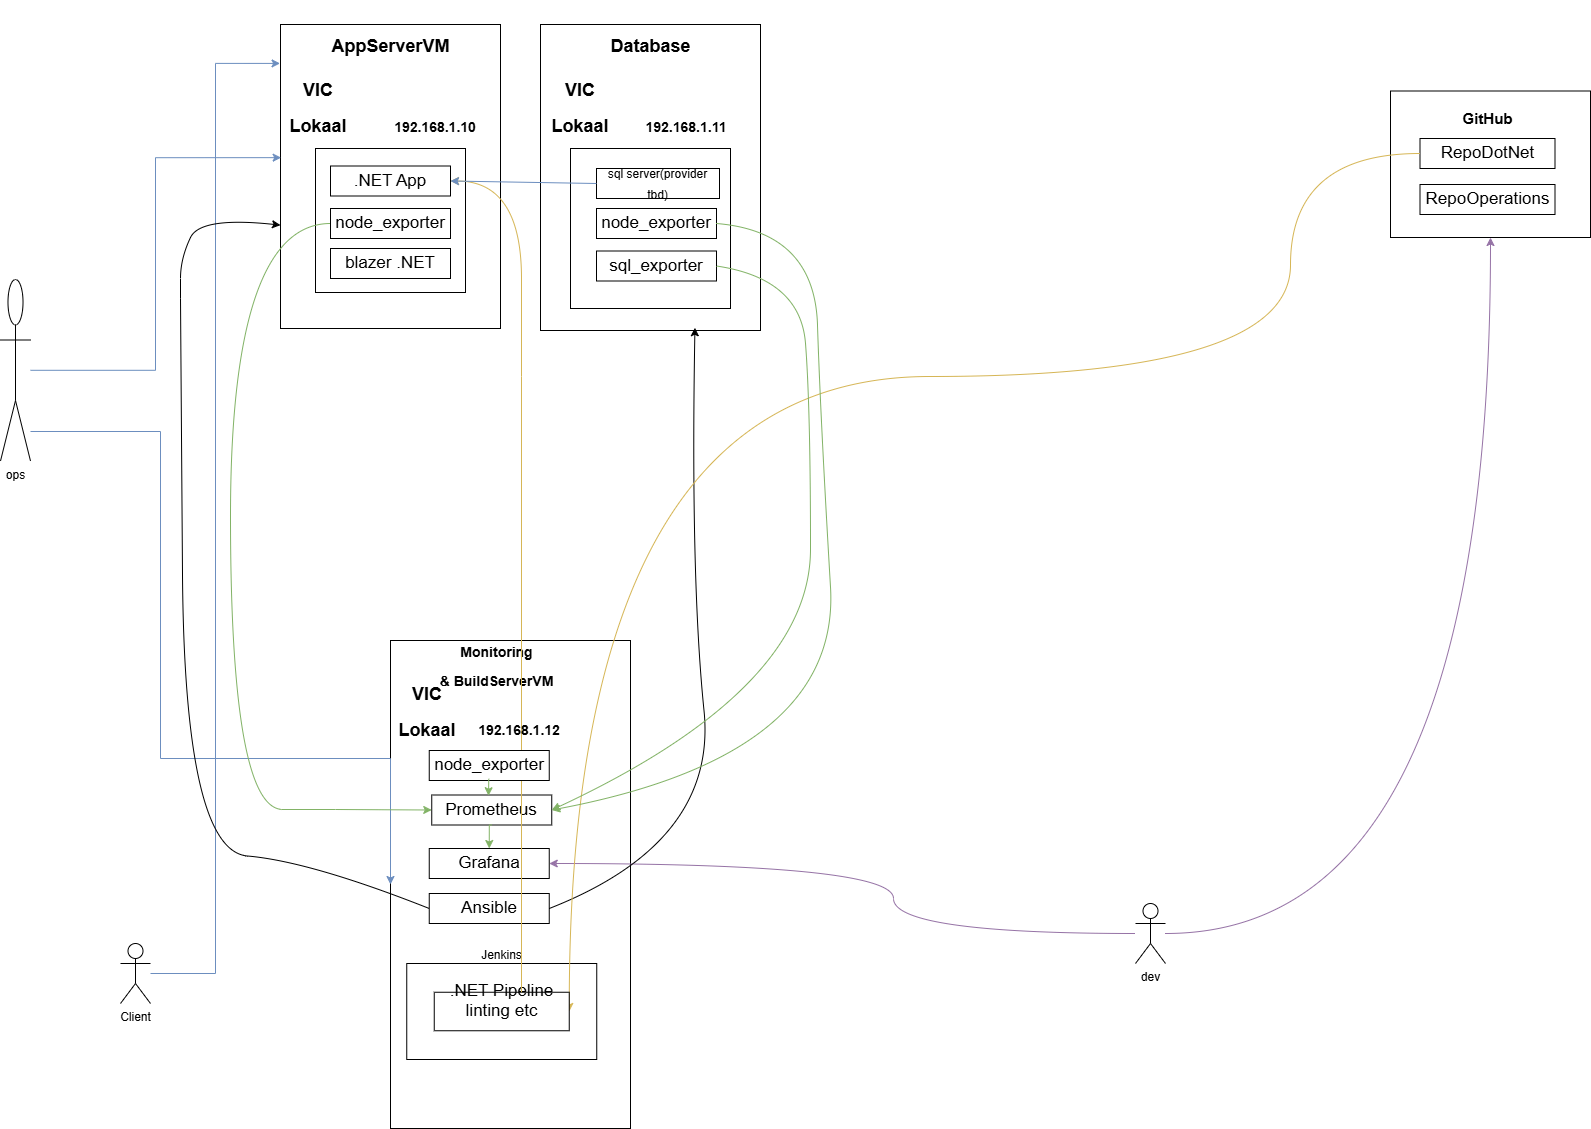 AppServerVM
VIC
Lokaal
192.168.1.10
.NET App
node_exporter
blazer .NET
Database
VIC
Lokaal
192.168.1.11
sql server(provider
tbd)
node_exporter
sql_exporter
GitHub
RepoDotNet
RepoOperations
ops
Monitoring
& BuildServerVM
VIC
Lokaal
192.168.1.12
node_exporter
Prometheus
Grafana
Ansible
Jenkins
.NET Pipeline
linting etc
Client
dev